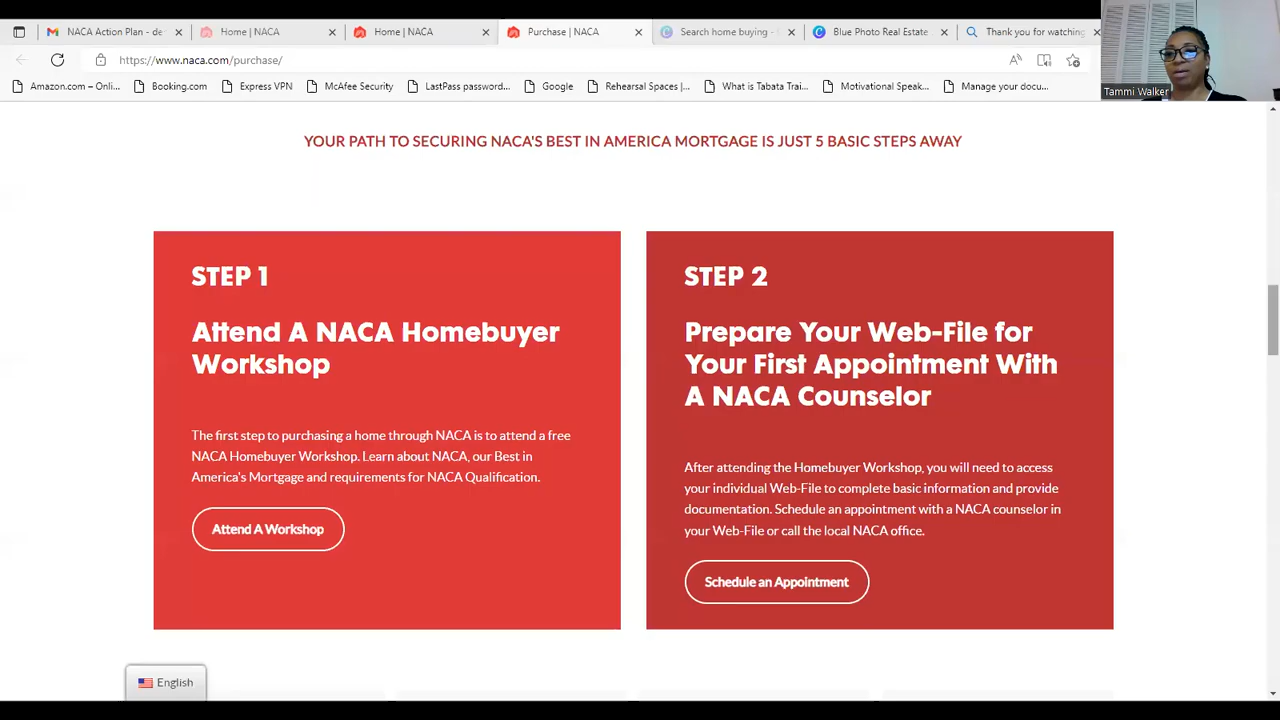 NACA Action Plan - de
Home | NACA
Home | NACA
Purchase | NACA
Search home buying -
Blue Photo Real Estate
Thank you for watching
https://www.naca.com/purchase/
Amazon.com – Onli...
Booking.com
Express VPN
McAfee Security
password...
Google
Rehearsal Spaces |...
What is Tabata Trai...
Motivational Speak...
Manage your docu...
Tammi Walker
YOUR PATH TO SECURING NACA'S BEST IN AMERICA MORTGAGE IS JUST 5 BASIC STEPS AWAY
STEP 1
Attend A NACA Homebuyer
Workshop
The first step to purchasing a home through NACA is to attend a free
NACA Homebuyer Workshop. Learn about NACA, our Best in
America's Mortgage and requirements for NACA Qualification.
Attend A Workshop
STEP 2
Prepare Your Web-File for
Your First Appointment With
A NACA Counselor
After attending the Homebuyer Workshop, you will need to access
your individual Web-File to complete basic information and provide
documentation. Schedule an appointment with a NACA counselor in
your Web-File or call the local NACA office.
Schedule an Appointment
English